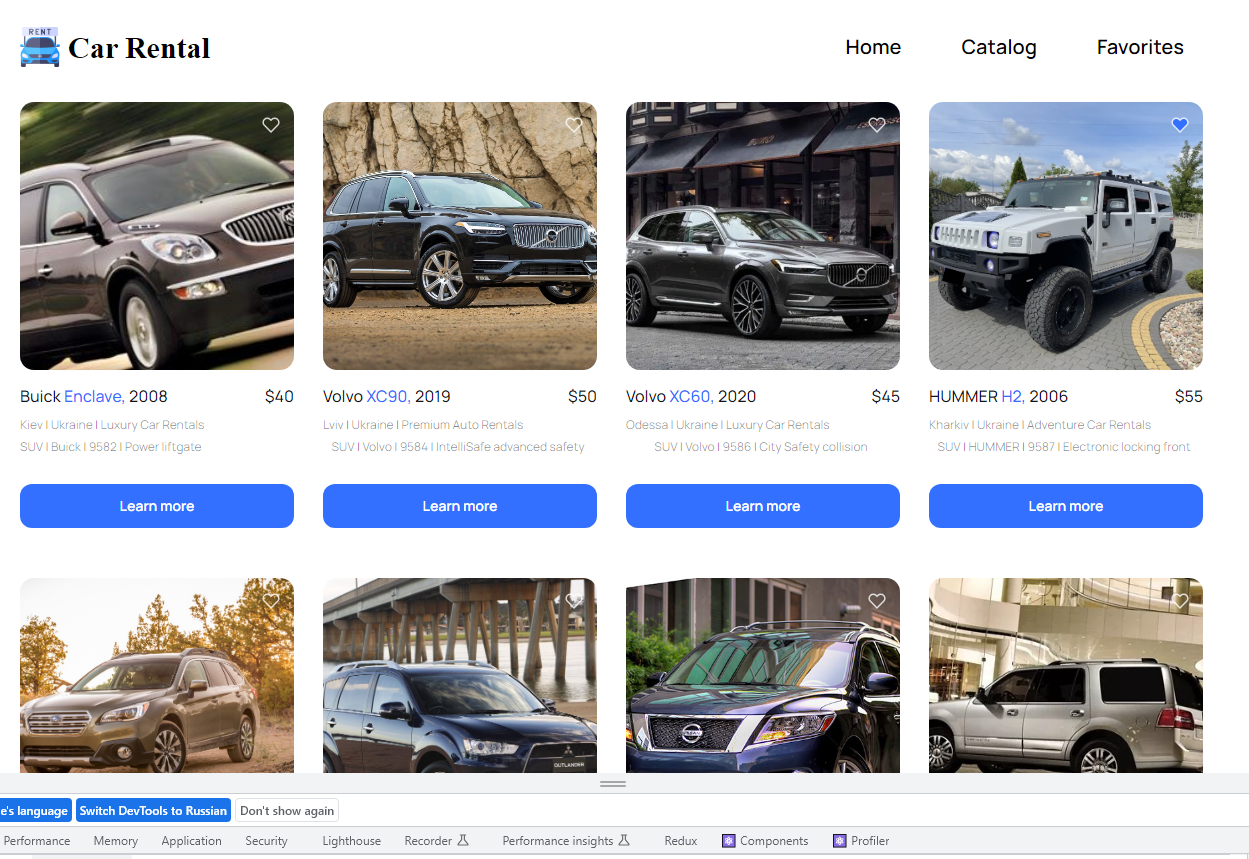 RENT
Car Rental
Home
Catalog
Favorites
Buick Enclave, 2008
$40
Kiev | Ukraine | Luxury Car Rentals
SUV | Buick | 9582 | Power liftgate
Learn more
Volvo XC90, 2019
$50
Lviv | Ukraine | Premium Auto Rentals
SUV | Volvo | 9584 | IntelliSafe advanced safety
Learn more
Volvo XC60, 2020
$45
Odessa | Ukraine | Luxury Car Rentals
SUV | Volvo | 9586 | City Safety collision
Learn more
HUMMER H2, 2006
$55
Kharkiv | Ukraine | Adventure Car Rentals
SUV | HUMMER | 9587 | Electronic locking front
Learn more
OUTLANDER
e's language
Switch DevTools to Russian
Don't show again
Performance
Memory
Application
Security
Lighthouse
Recorder
Performance insights
Redux
Components
Profiler